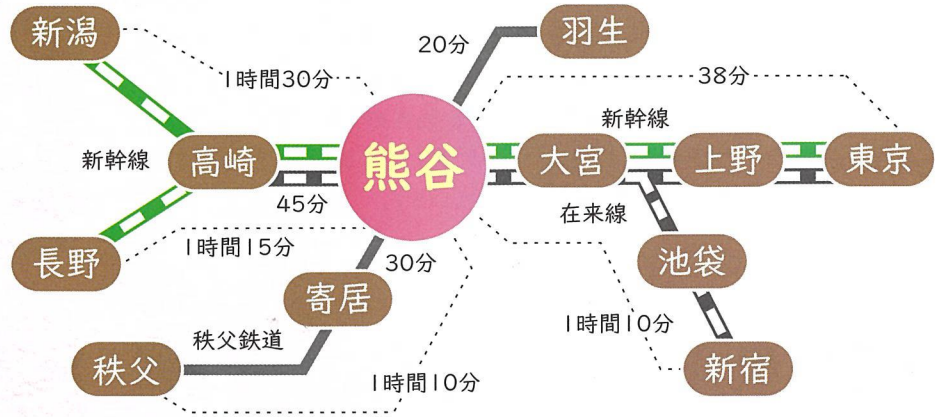 新潟
羽生
20分
1時間30分
38分
新幹線
新幹線
高崎
熊谷
大宮
上野
東京
45分
在来線
長野
1時間15分
30分
池袋
寄居
1時間10分
秩父鉄道
秩父
1時間10分
新宿